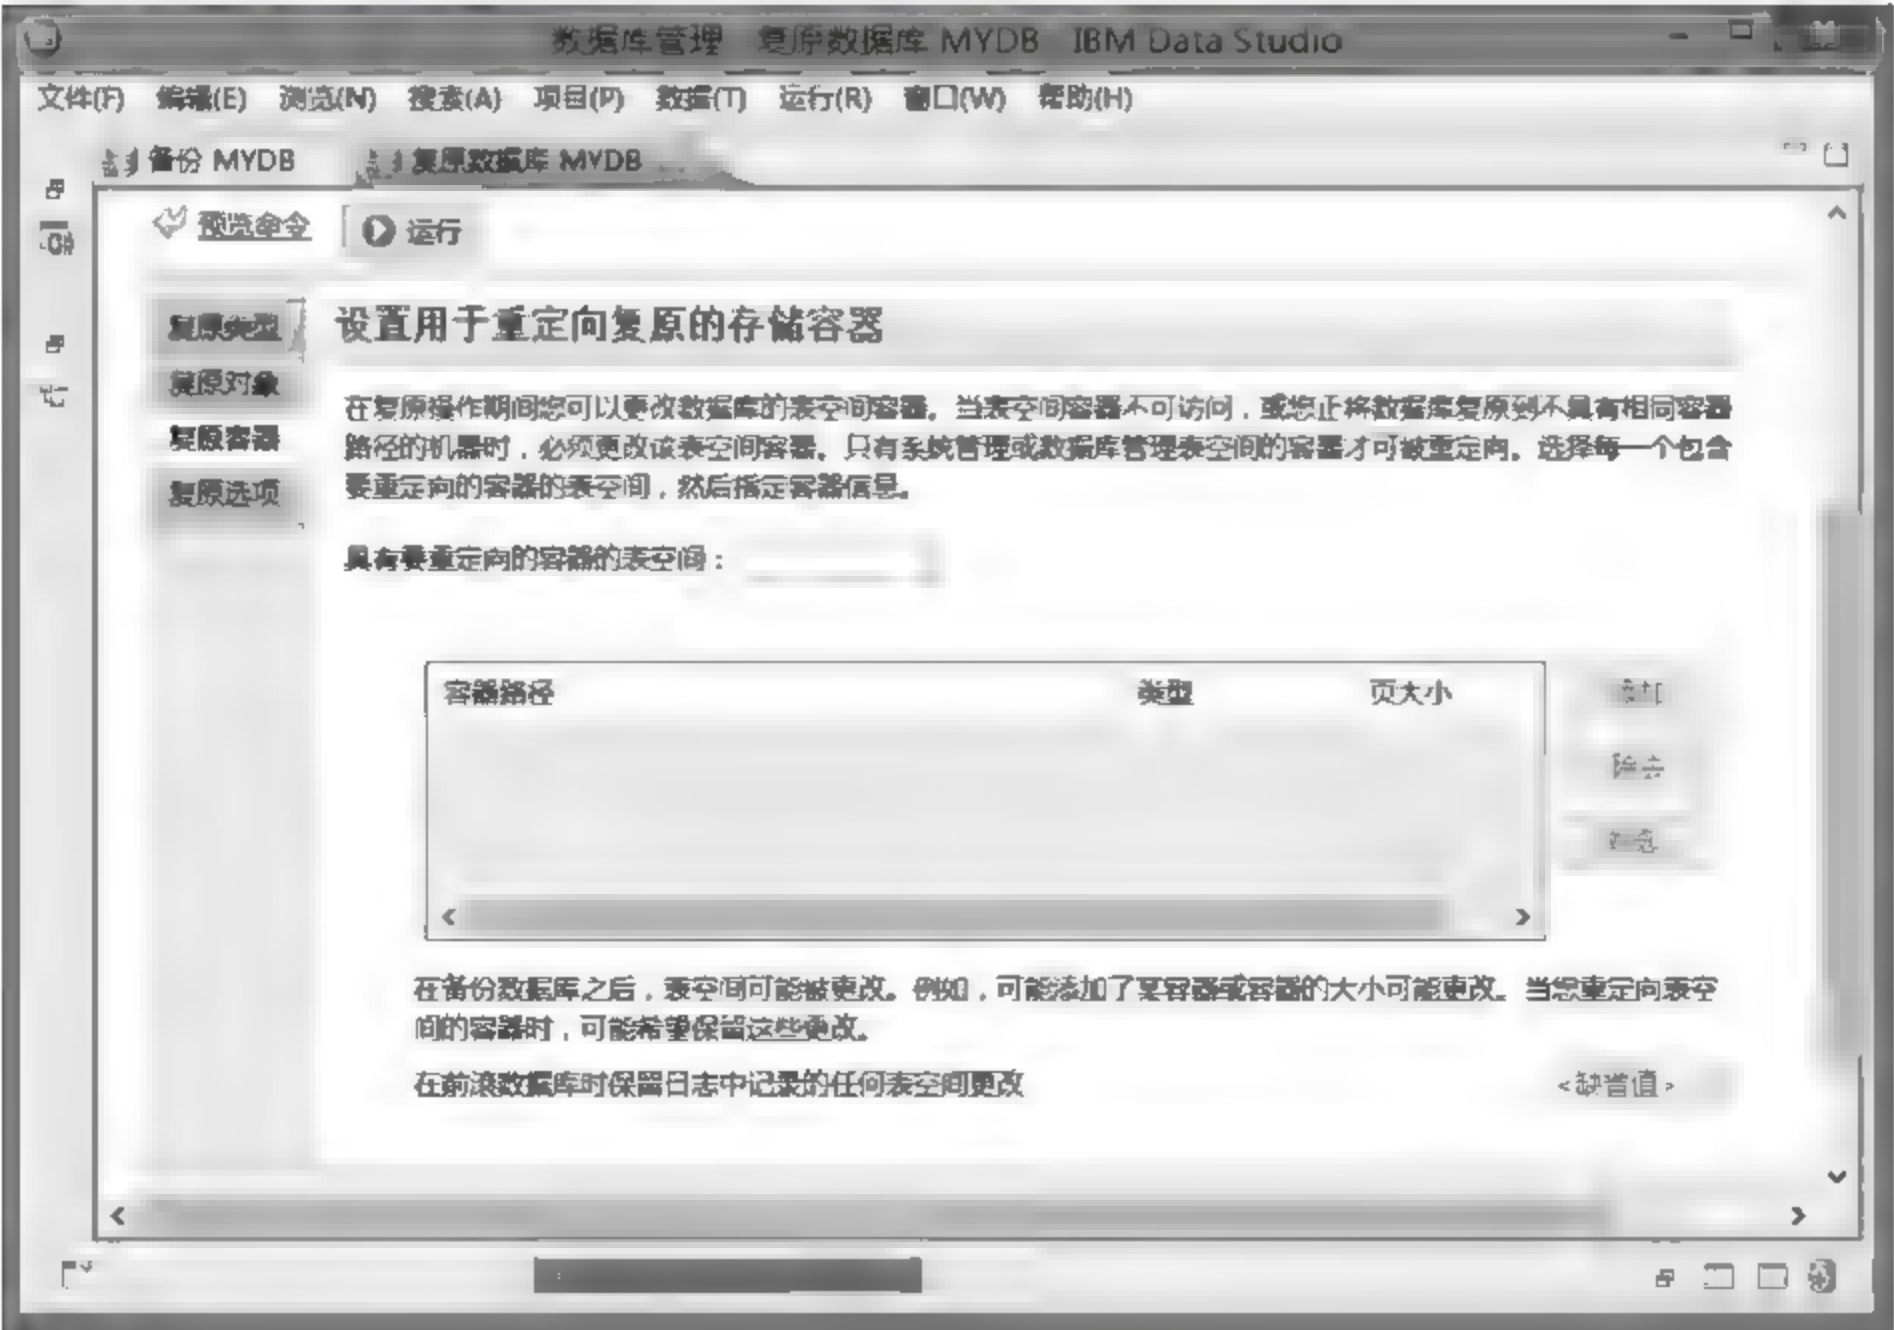 数据库管理 复原数据库 MYDB IBM Data Studio
文件(F) 编辑(E) 浏览(N) 搜索(A) 项目(P) 数据(T) 运行(R) 窗口(W) 帮助(H)
备份 MYDB 复原数据库 MYDB
预览命令 运行
复原类型
复原对象
复原容器
复原选项
设置用于重定向复原的存储容器
在复原操作期间您可以更改数据库的表空间容器。当表空间容器不可访问，或您正将数据库复原到不具有相同容器
路径的机器时，必须更改该表空间容器。只有系统管理或数据库管理表空间的容器才可被重定向。选择每一个包含
要重定向的容器的表空间，然后指定容器信息。
具有要重定向的容器的表空间：
容器路径 类型 页大小
除去
在备份数据库之后，表空间可能被更改。例如，可能添加了某容器或容器的大小可能更改。当您重定向表空
间的容器时，可能希望保留这些更改。
在前滚数据库时保留日志中记录的任何表空间更改 <缺省值>